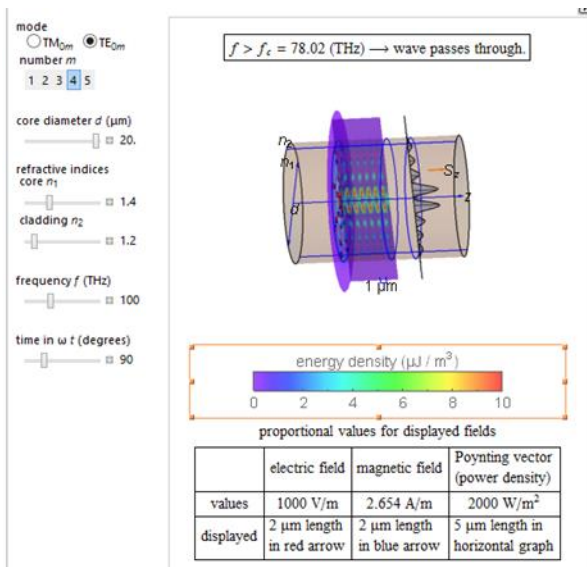 mode
TM0m TE0m
number m
1 2 3 4 5
core diameter d (μm)
20.
refractive indices
core n1
1.4
cladding n2
1.2
frequency f (THz)
100
time in ω t (degrees)
90
f > fc = 78.02 (THz) ⟶ wave passes through.
n2
n1
d
Sz
z
1 μm
energy density (μJ / m³)
0 2 4 6 8 10
proportional values for displayed fields
electric field magnetic field Poynting vector (power density)
values 1000 V/m 2.654 A/m 2000 W/m²
displayed 2 μm length in red arrow 2 μm length in blue arrow 5 μm length in horizontal graph